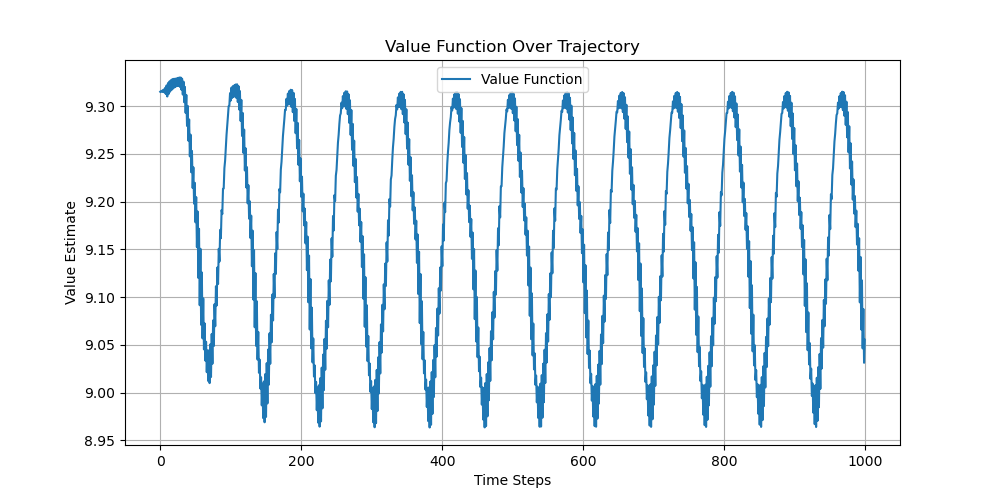 Value Function Over Trajectory
Value Function
9.30
9.25
9.20
9.15
9.10
9.05
9.00
8.95
Value Estimate
0 200 400 600 800 1000
Time Steps